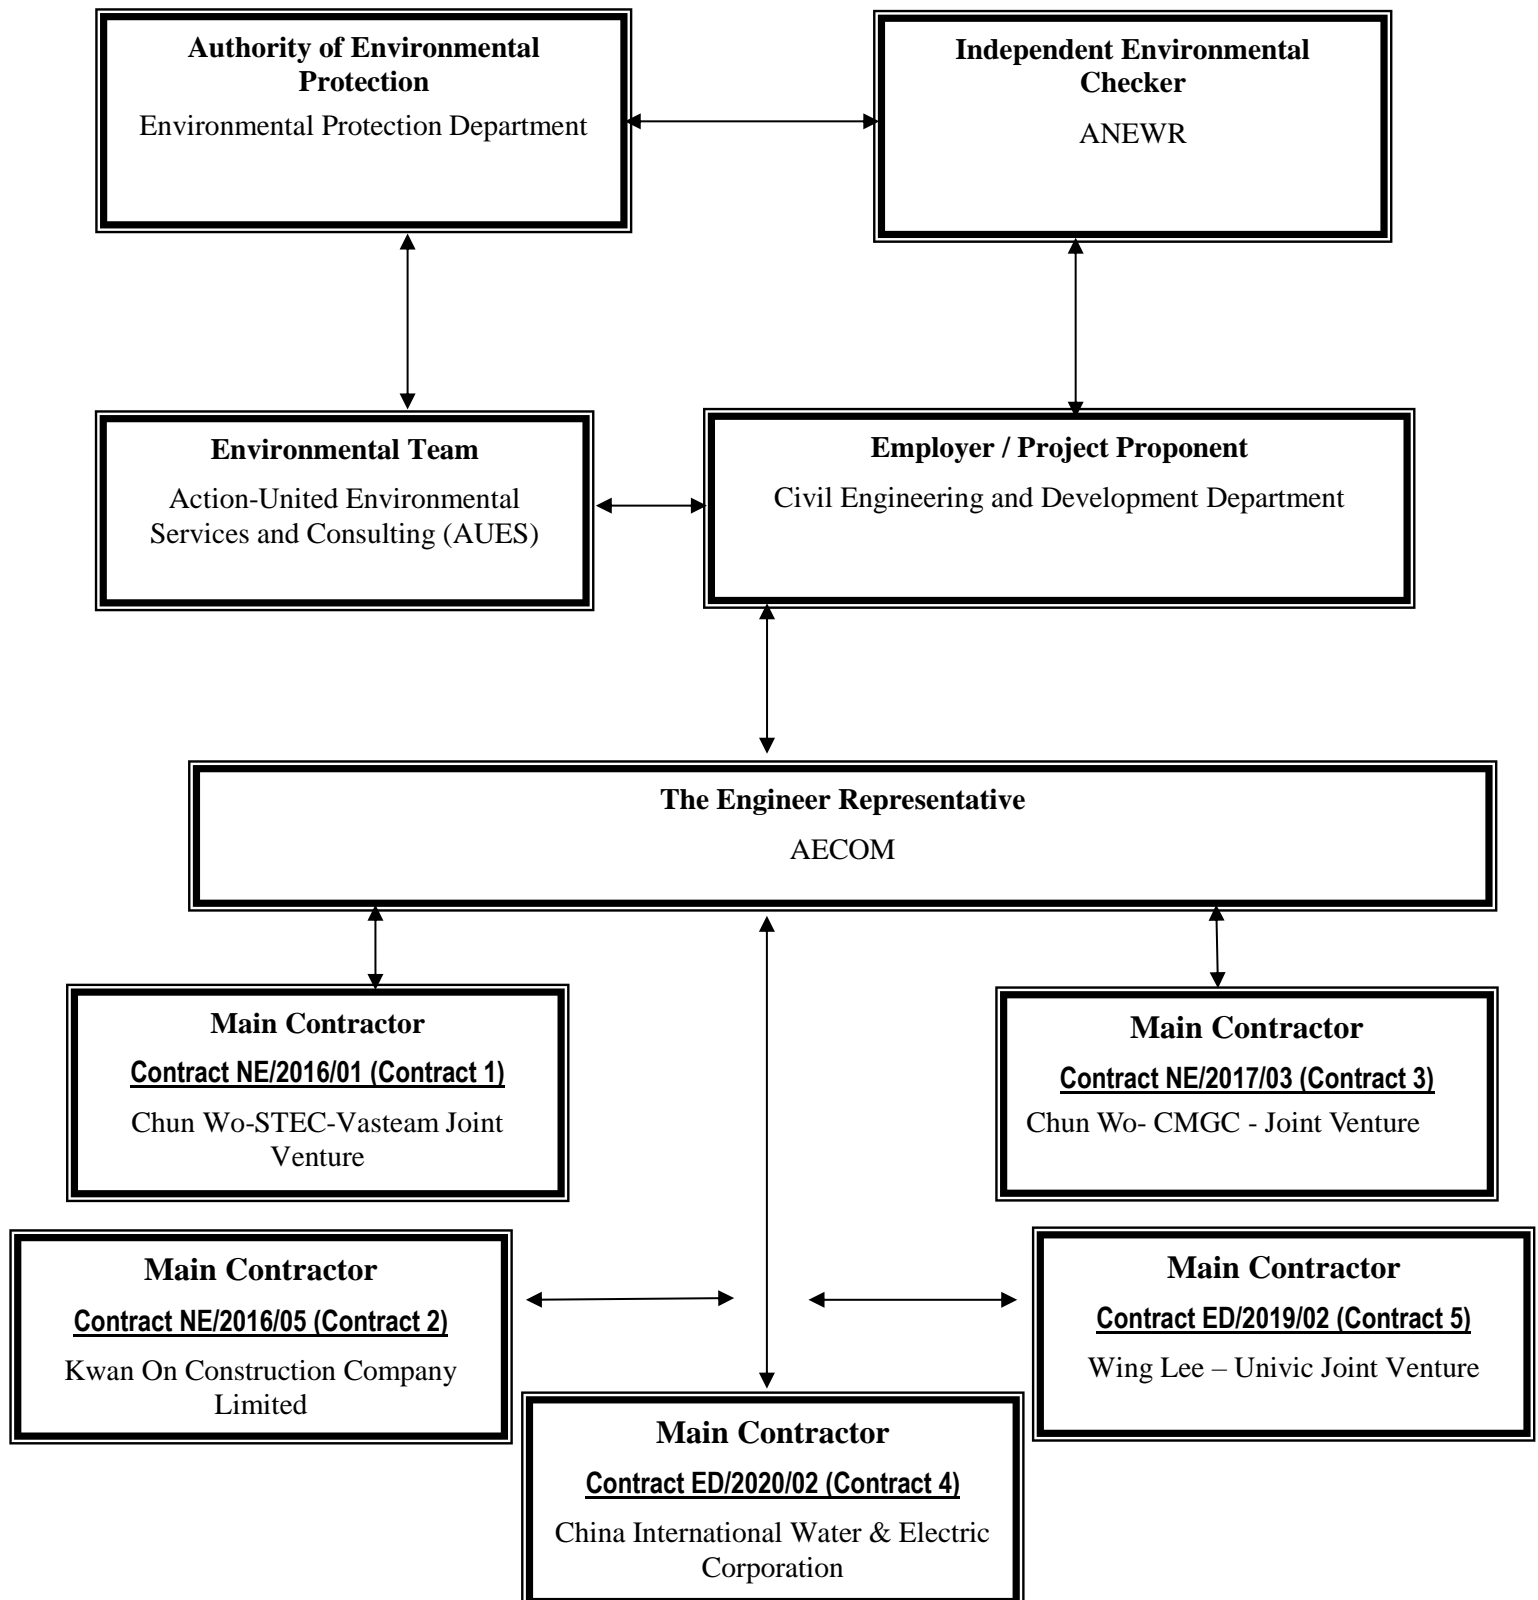 Authority of Environmental
Protection
Environmental Protection Department
Independent Environmental
Checker
ANEWR
Environmental Team
Action-United Environmental
Services and Consulting (AUES)
Employer / Project Proponent
Civil Engineering and Development Department
The Engineer Representative
AECOM
Main Contractor
Contract NE/2016/01 (Contract 1)
Chun Wo-STEC-Vasteam Joint
Venture
Main Contractor
Contract NE/2017/03 (Contract 3)
Chun Wo- CMGC - Joint Venture
Main Contractor
Contract NE/2016/05 (Contract 2)
Kwan On Construction Company
Limited
Main Contractor
Contract ED/2019/02 (Contract 5)
Wing Lee – Univic Joint Venture
Main Contractor
Contract ED/2020/02 (Contract 4)
China International Water & Electric
Corporation